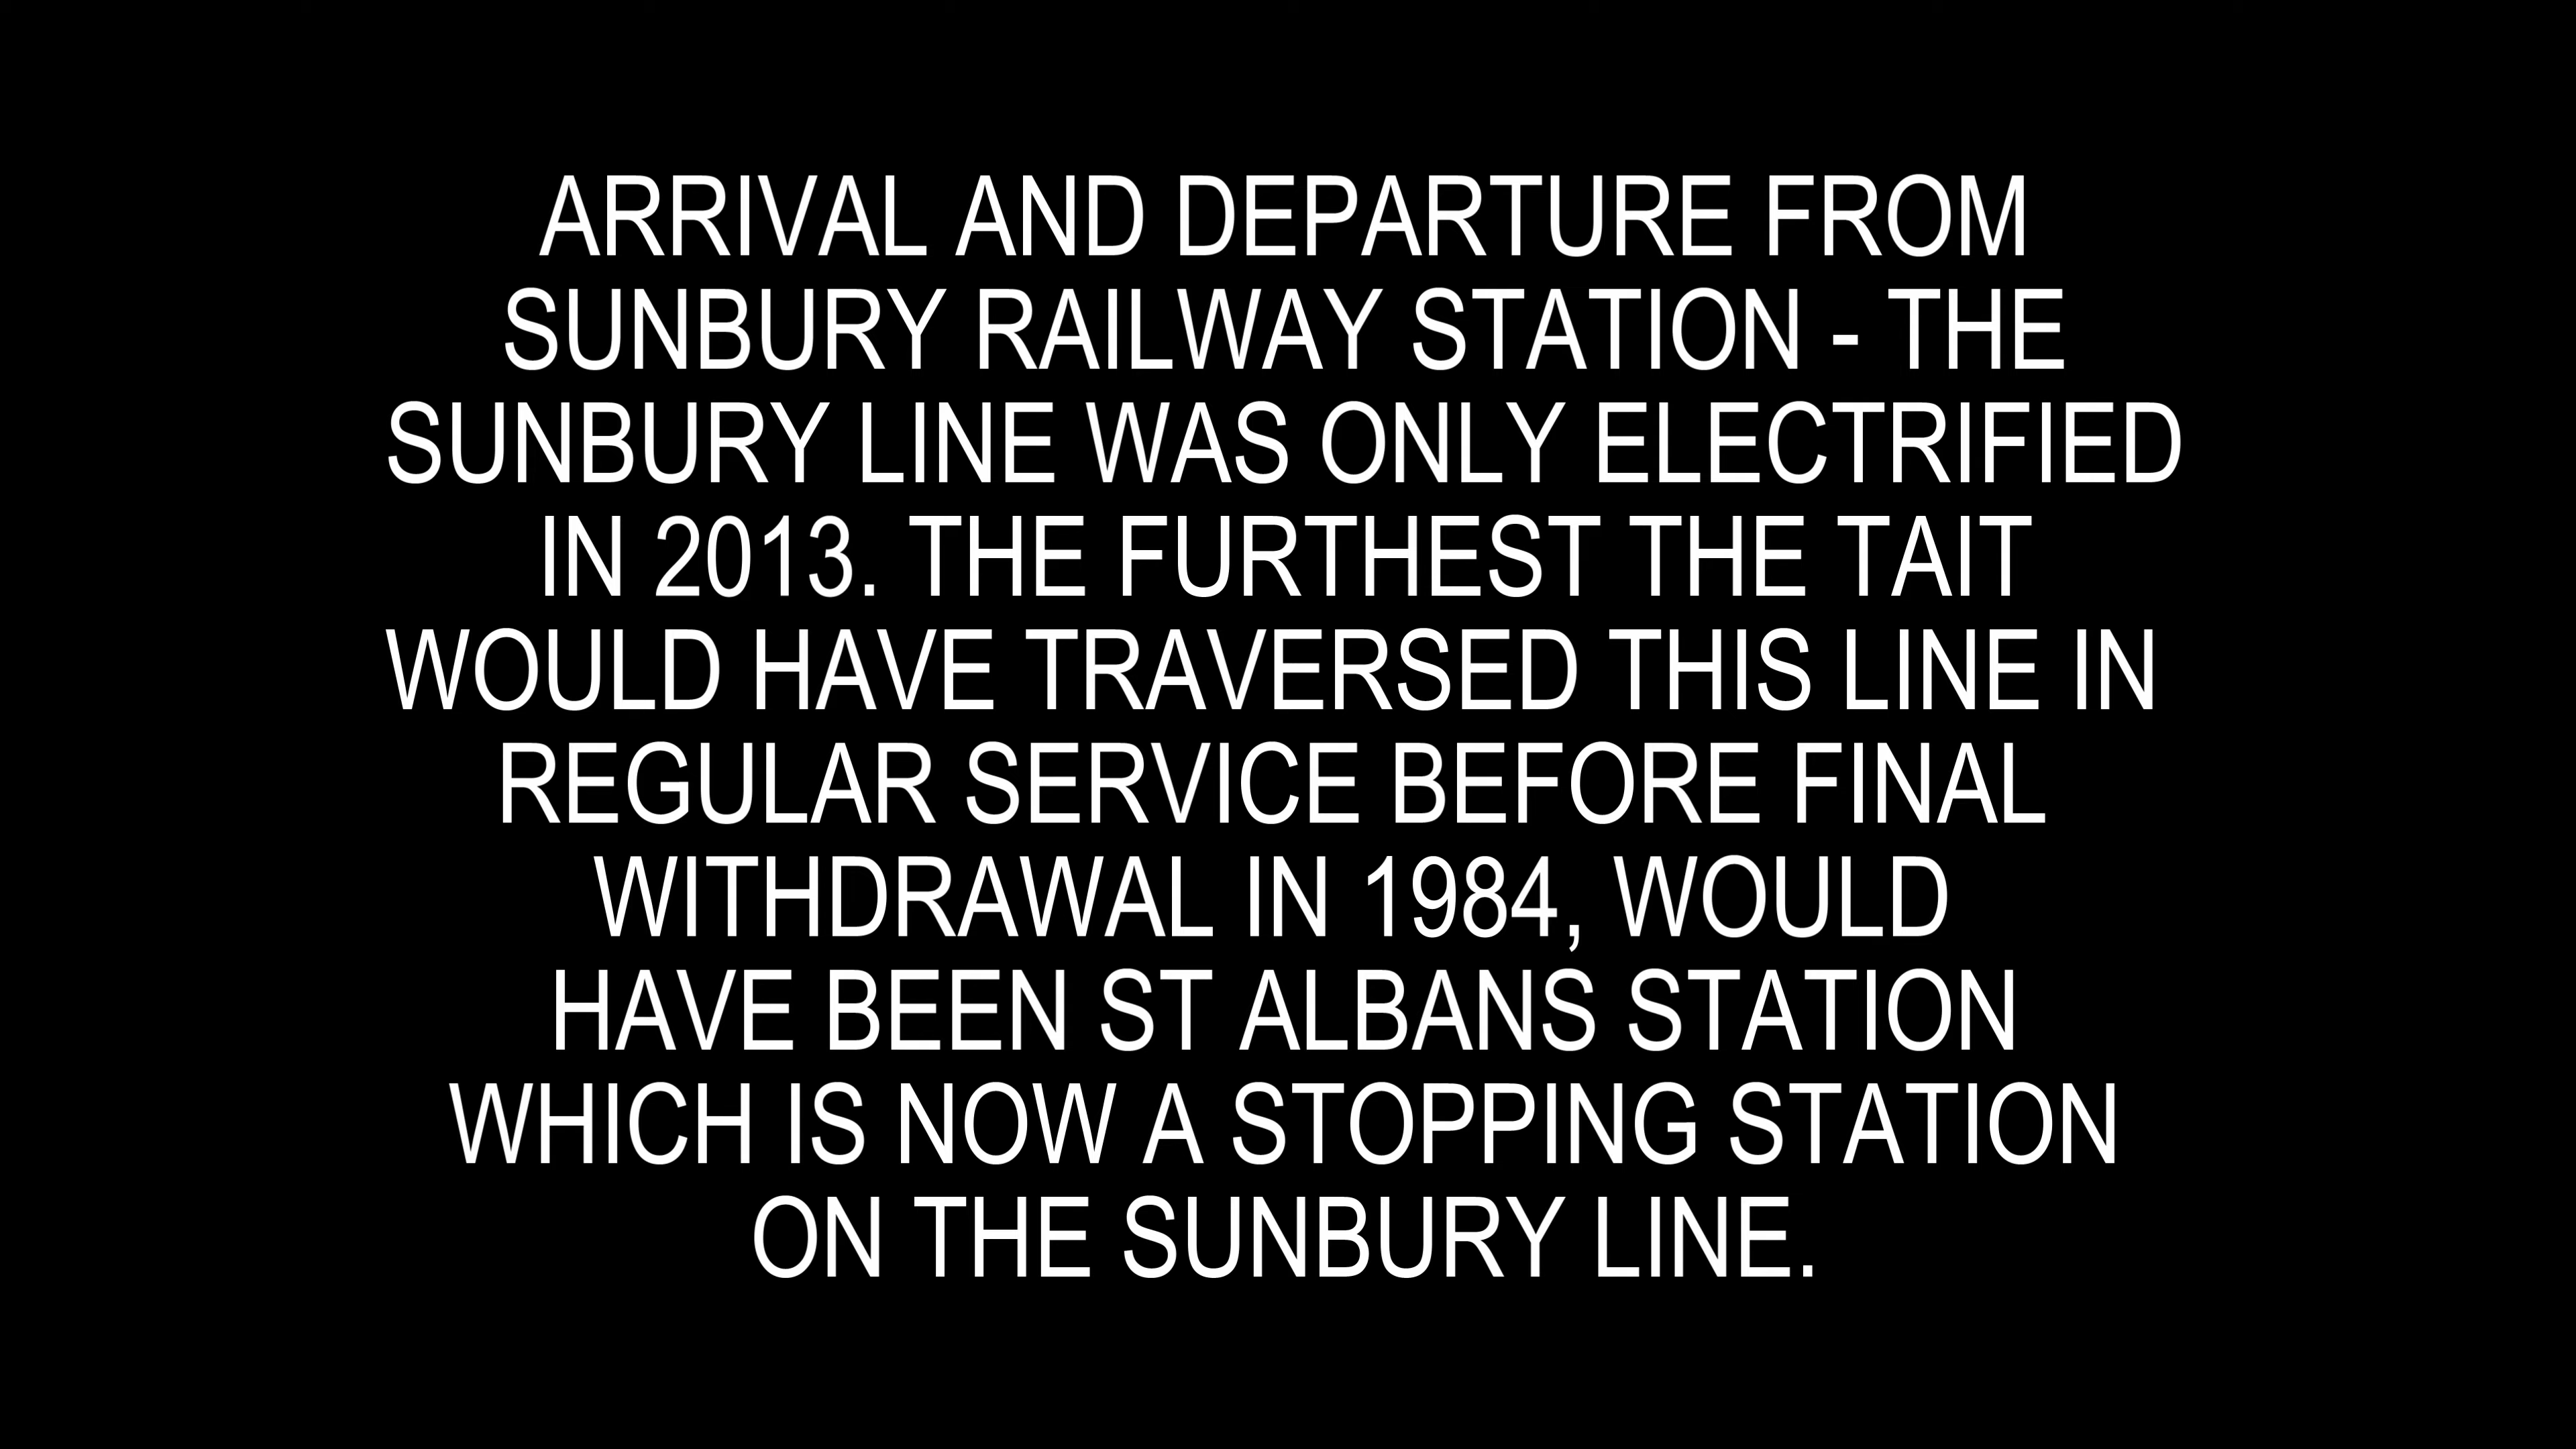 ARRIVAL AND DEPARTURE FROM
SUNBURY RAILWAY STATION - THE
SUNBURY LINE WAS ONLY ELECTRIFIED
IN 2013. THE FURTHEST THE TAIT
WOULD HAVE TRAVERSED THIS LINE IN
REGULAR SERVICE BEFORE FINAL
WITHDRAWAL IN 1984, WOULD
HAVE BEEN ST ALBANS STATION
WHICH IS NOW A STOPPING STATION
ON THE SUNBURY LINE.